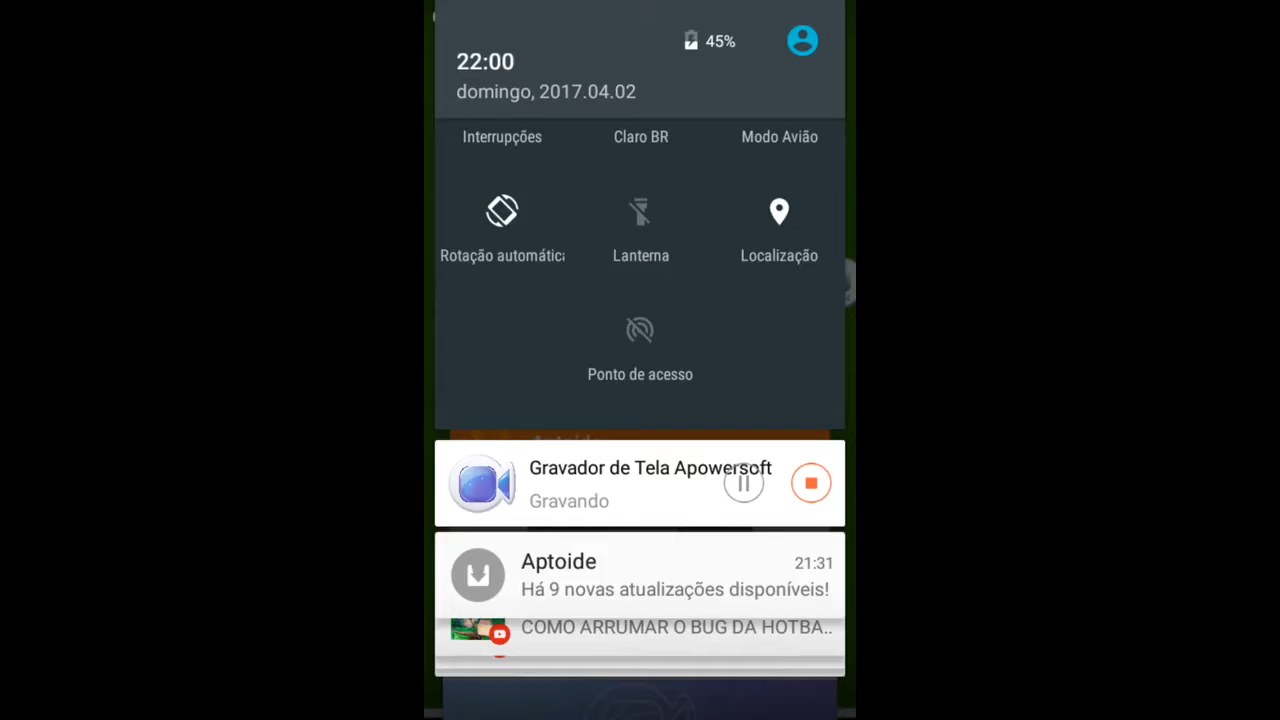 45%
22:00
domingo, 2017.04.02
Interrupções Claro BR Modo Avião
Rotação automática Lanterna Localização
Ponto de acesso
Aptoide
Gravador de Tela Apowersoft
Gravando
Aptoide 21:31
Há 9 novas atualizações disponíveis!
COMO ARRUMAR O BUG DA HOTBA..